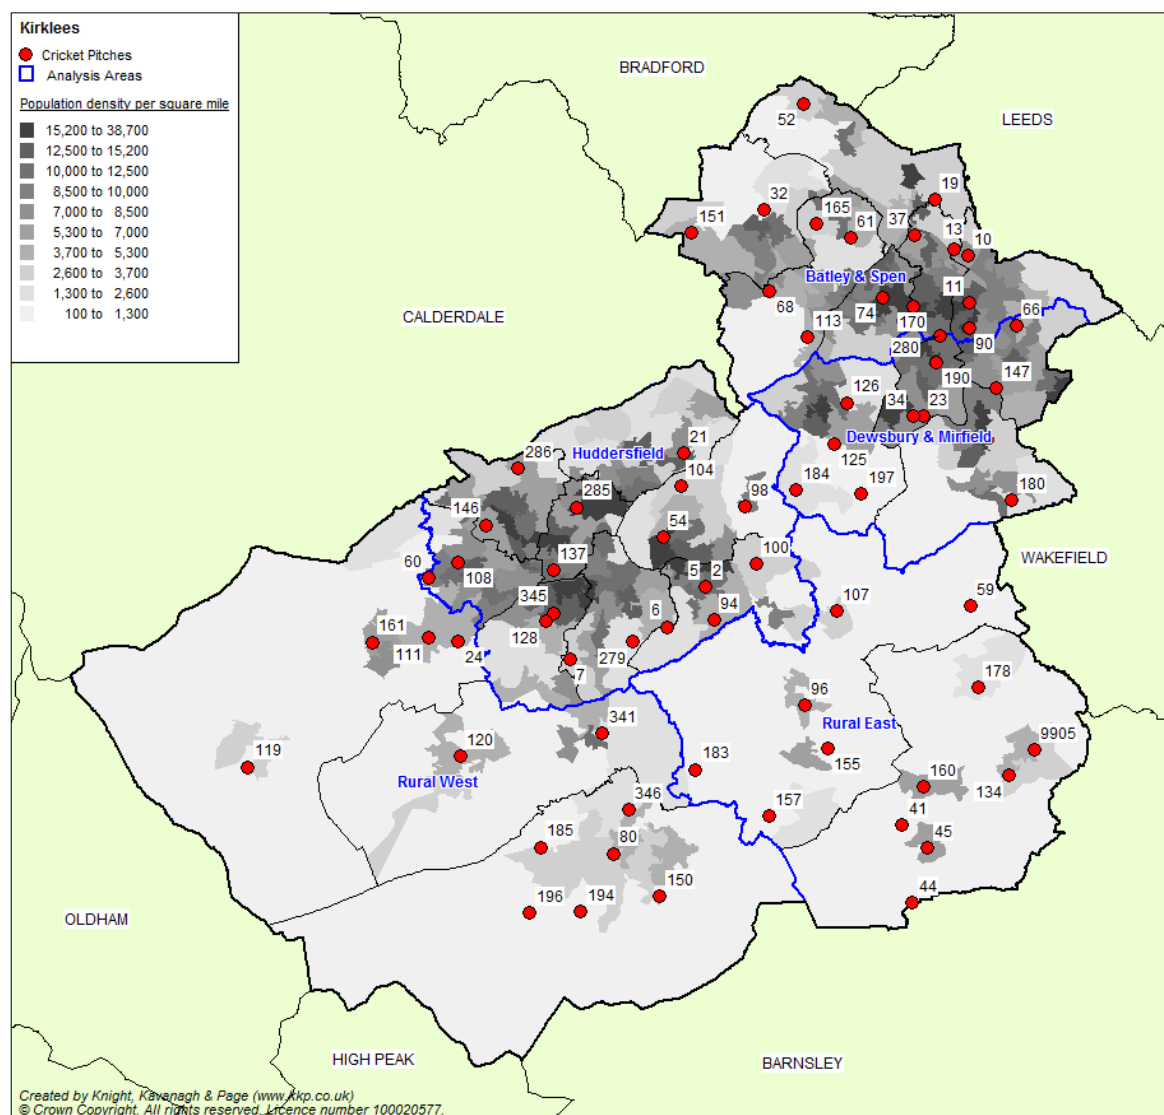 Kirklees
Cricket Pitches
Analysis Areas
Population density per square mile
15,200 to 38,700
12,500 to 15,200
10,000 to 12,500
8,500 to 10,000
7,000 to 8,500
5,300 to 7,000
3,700 to 5,300
2,600 to 3,700
1,300 to 2,600
100 to 1,300
BRADFORD
LEEDS
52
19
32
165
37
151
61
13
10
Batley & Spen
11
68
74
66
CALDERDALE
113
170
280
90
190
147
126
34
23
21
Dewsbury & Mirfield
Huddersfield
125
286
104
184
197
285
98
180
146
54
137
100
WAKEFIELD
60
108
5
2
345
59
107
94
6
161
128
111
24
279
7
178
96
341
Rural East
9905
119
120
183
155
Rural West
160
134
157
346
41
185
80
45
150
196
194
44
OLDHAM
HIGH PEAK
BARNSLEY
Created by Knight, Kavanagh & Page (www.kkp.co.uk)
© Crown Copyright. All rights reserved. Licence number 100020577.